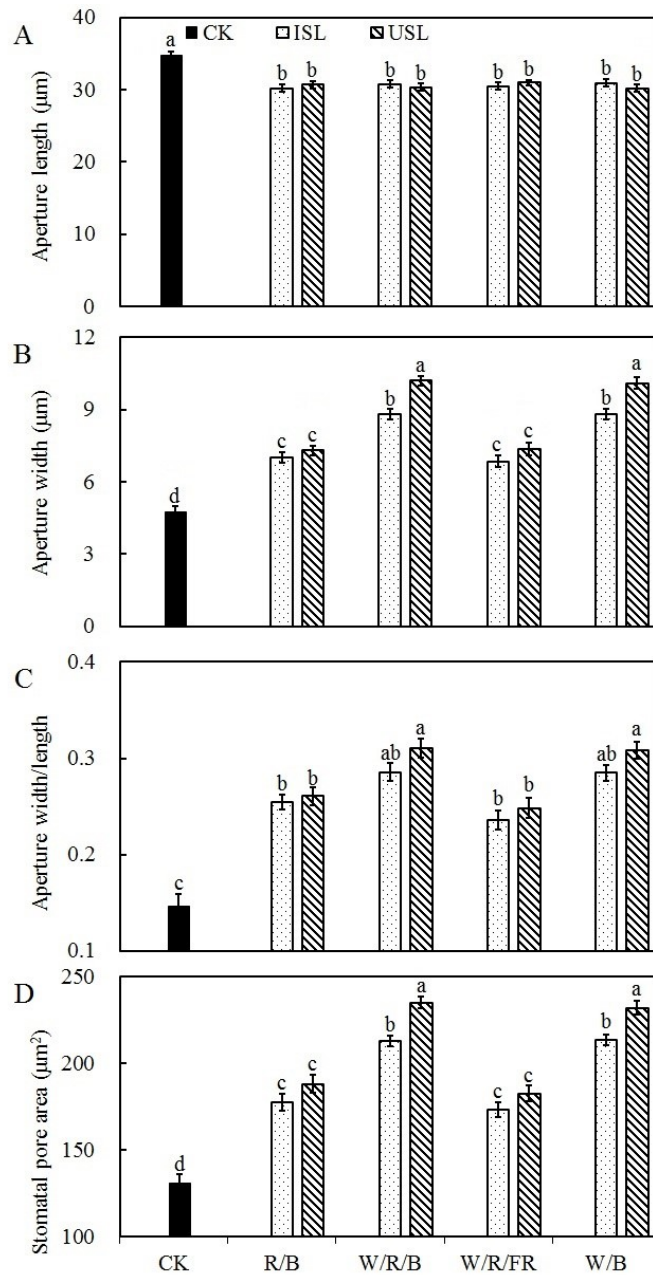 A
CK ISL USL
Aperture length (µm)
40
30
20
10
0
a
b b
b b
b b
b b
B
Aperture width (µm)
12
9
6
3
0
d
c c
b a
c c
b a
C
Aperture width/length
0.4
0.3
0.2
0.1
c
b b
ab a
b b
ab a
D
Stomatal pore area (µm²)
250
200
150
100
d
c c
b a
c c
b a
CK R/B W/R/B W/R/FR W/B